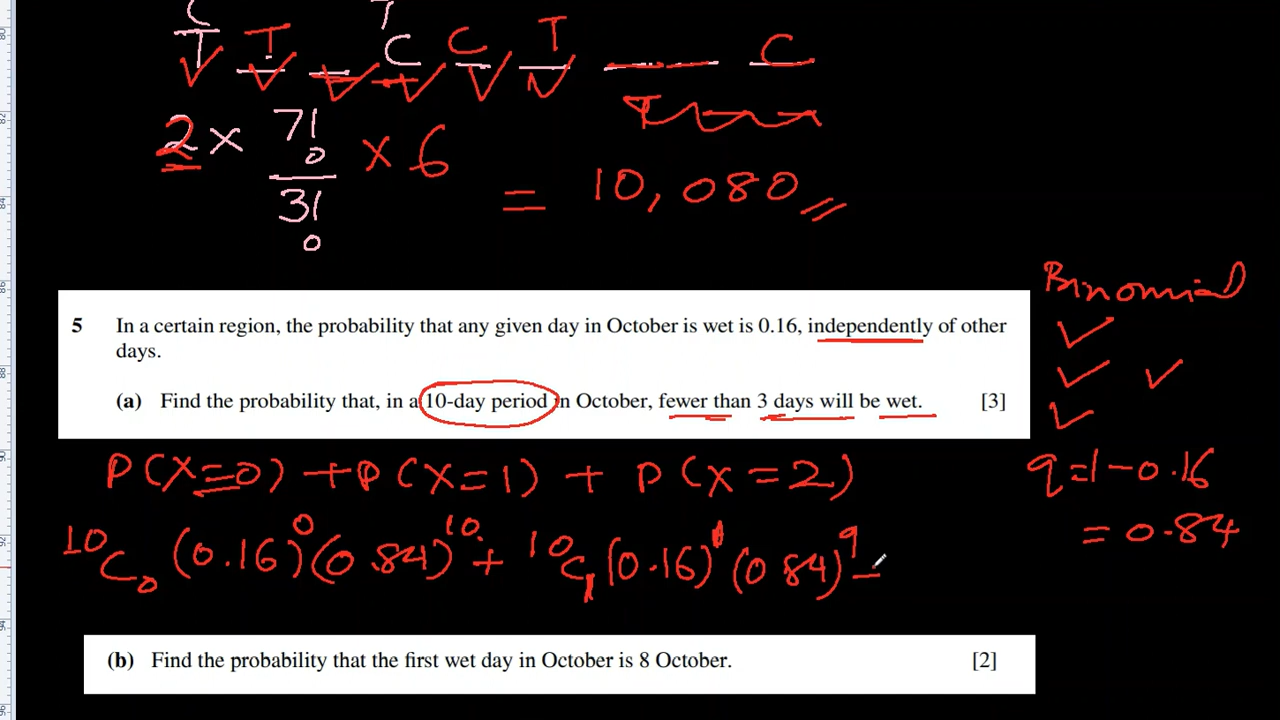 C T
T T C C T C
2 × 7! / 3! × 6 = 10,080
Binomial
5 In a certain region, the probability that any given day in October is wet is 0.16, independently of other
days.
(a) Find the probability that, in a 10-day period in October, fewer than 3 days will be wet. [3]
P(X=0) + P(X=1) + P(X=2)
q=1-0.16
= 0.84
10C0 (0.16)^0 (0.84)^10 + 10C1 (0.16)^1 (0.84)^9
(b) Find the probability that the first wet day in October is 8 October. [2]